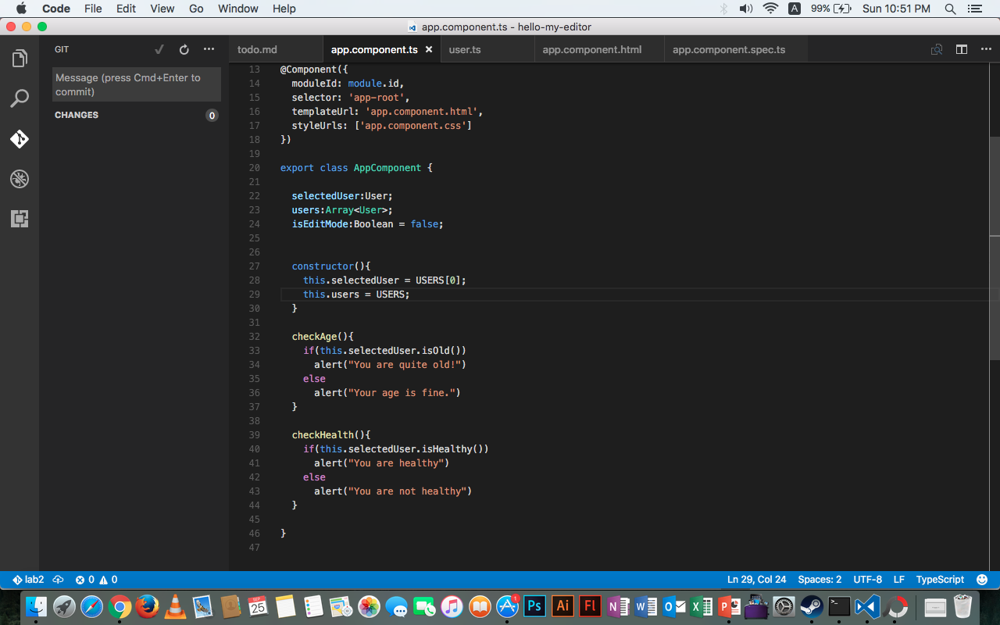 Code File Edit View Go Window Help A 99% Sun 10:51 PM
app.component.ts - hello-my-editor
GIT
Message (press Cmd+Enter to
commit)
CHANGES 0
todo.md app.component.ts user.ts app.component.html app.component.spec.ts
13 @Component({
14 moduleId: module.id,
15 selector: 'app-root',
16 templateUrl: 'app.component.html',
17 styleUrls: ['app.component.css']
18 })
19
20 export class AppComponent {
21
22 selectedUser:User;
23 users:Array<User>;
24 isEditMode:Boolean = false;
25
26
27 constructor(){
28 this.selectedUser = USERS[0];
29 this.users = USERS;
30 }
31
32 checkAge(){
33 if(this.selectedUser.isOld())
34 alert("You are quite old!")
35 else
36 alert("Your age is fine.")
37 }
38
39 checkHealth(){
40 if(this.selectedUser.isHealthy())
41 alert("You are healthy")
42 else
43 alert("You are not healthy")
44 }
45
46 }
47
lab2 0 0 Ln 29, Col 24 Spaces: 2 UTF-8 LF TypeScript
SEP
25
1
Ps Ai Fl N W O X P